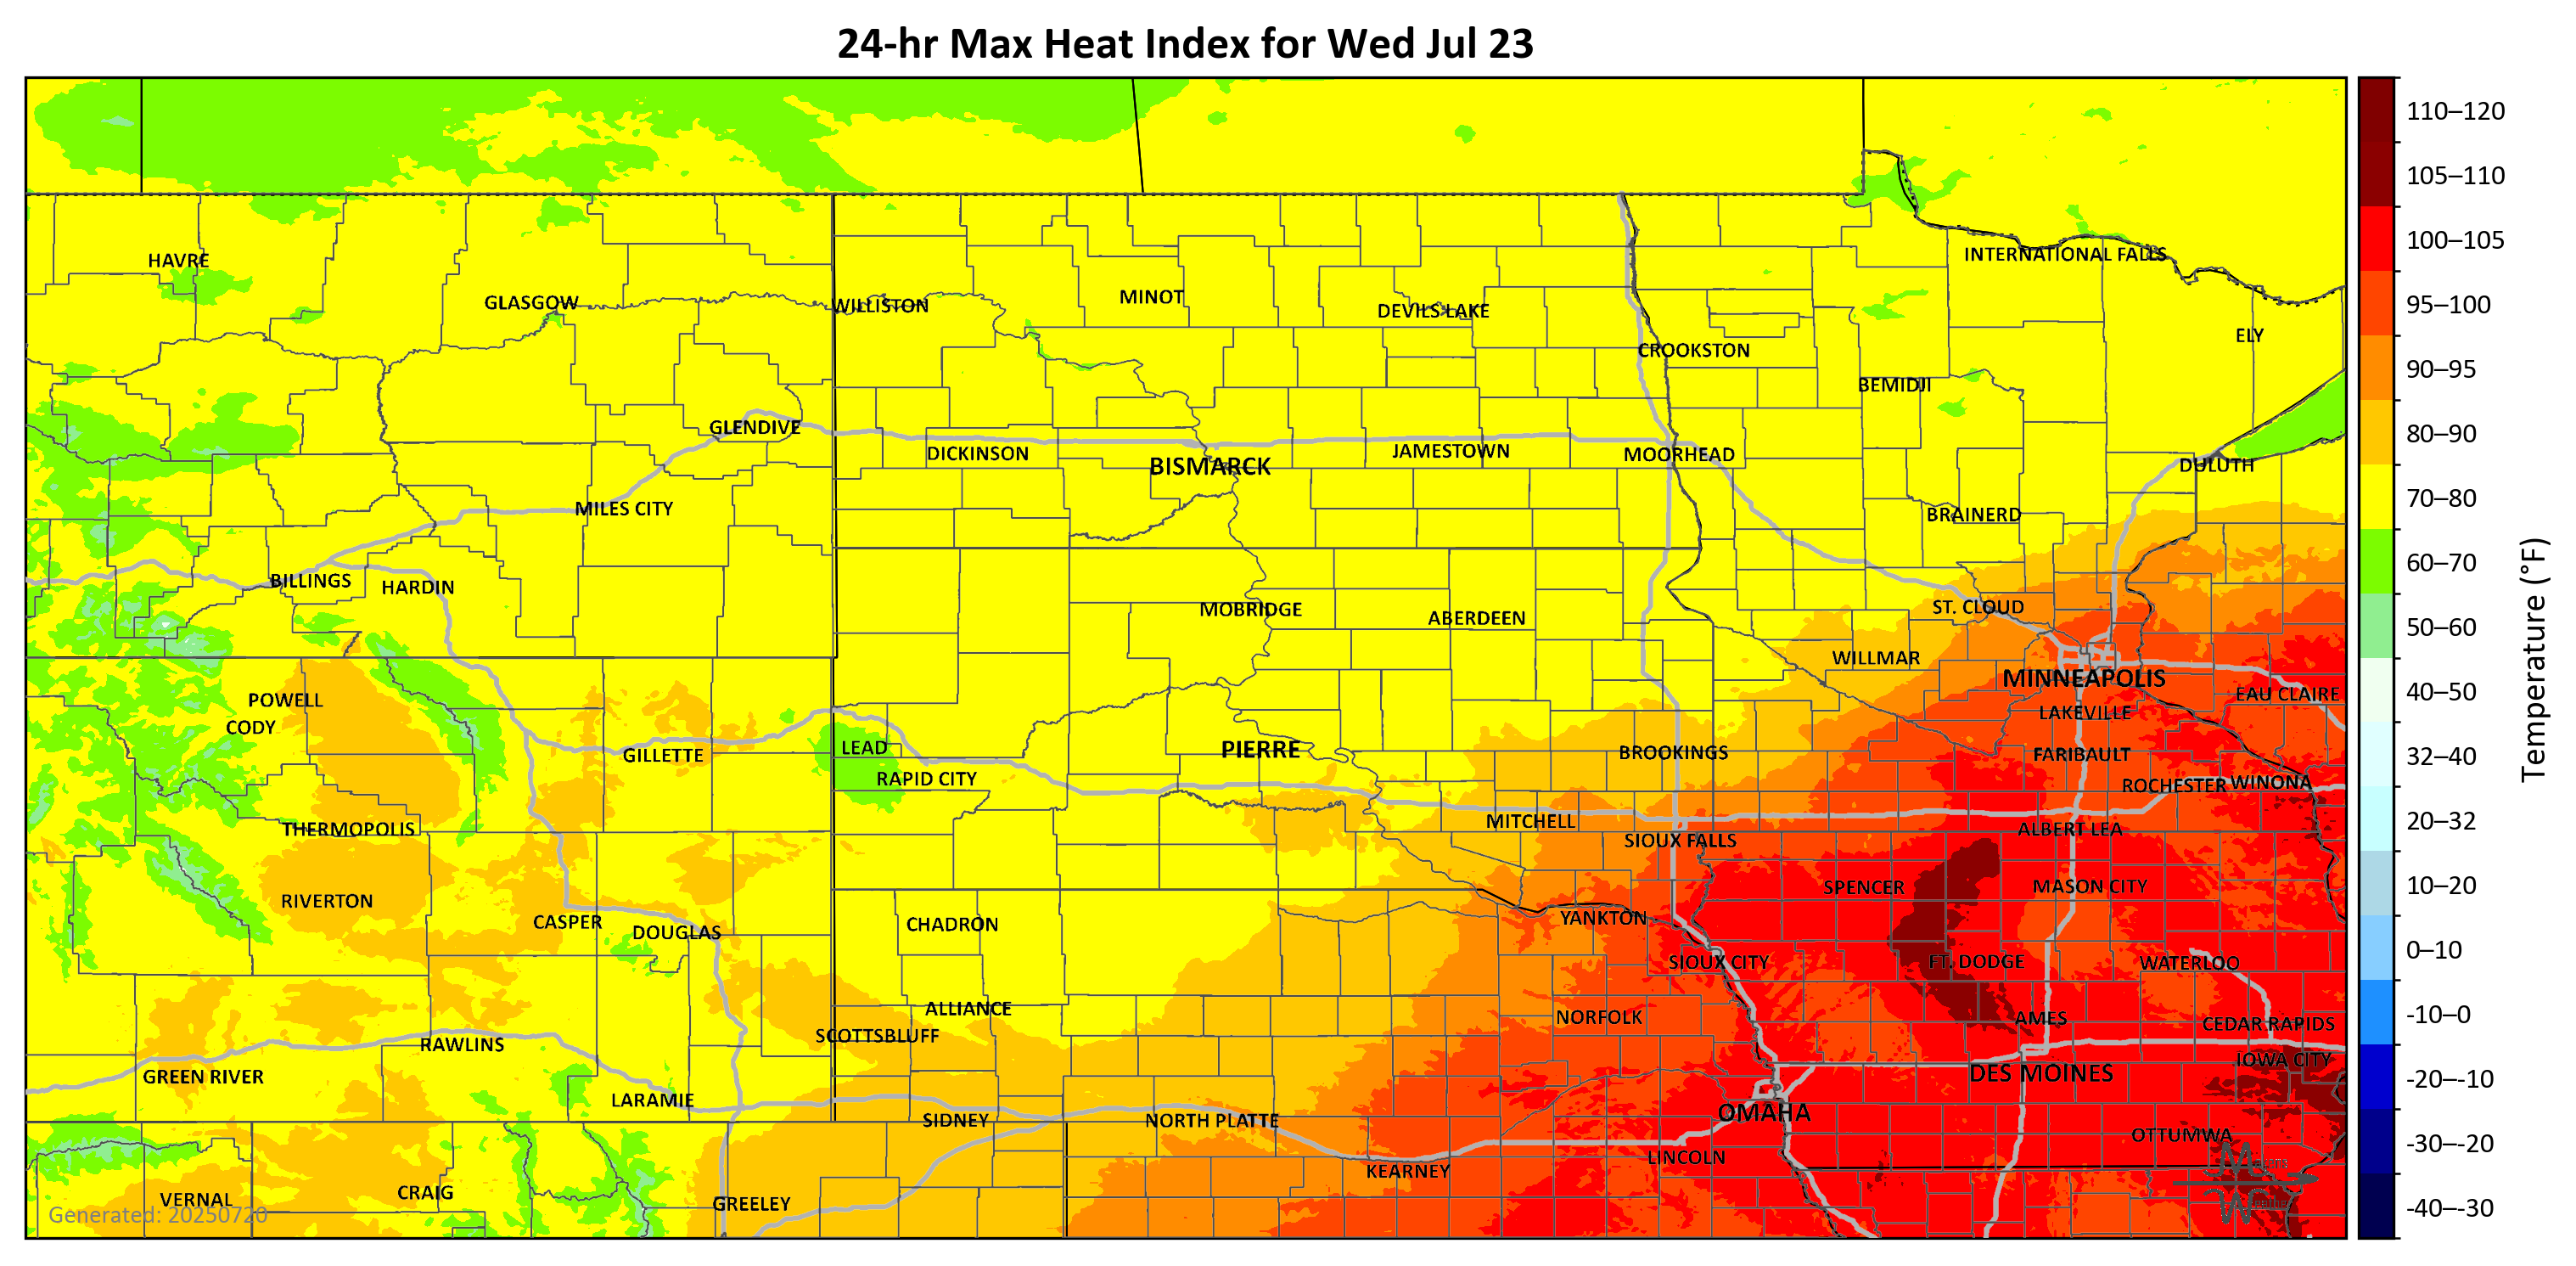 24-hr Max Heat Index for Wed Jul 23
110–120
105–110
100–105
95–100
90–95
80–90
70–80
60–70
50–60
40–50
32–40
20–32
10–20
0–10
-10–0
-20–-10
-30–-20
-40–-30
Temperature (°F)
HAVRE
INTERNATIONAL FALLS
GLASGOW
WILLISTON
MINOT
DEVILS LAKE
ELY
CROOKSTON
BEMIDJI
GLENDIVE
DICKINSON
BISMARCK
JAMESTOWN
MOORHEAD
DULUTH
MILES CITY
BRAINERD
BILLINGS
HARDIN
MOBRIDGE
ABERDEEN
ST. CLOUD
WILLMAR
MINNEAPOLIS
EAU CLAIRE
POWELL
CODY
LAKEVILLE
GILLETTE
LEAD
PIERRE
BROOKINGS
FARIBAULT
RAPID CITY
ROCHESTER
WINONA
THERMOPOLIS
MITCHELL
SIOUX FALLS
ALBERT LEA
RIVERTON
SPENCER
MASON CITY
CASPER
DOUGLAS
CHADRON
YANKTON
SIOUX CITY
FT. DODGE
WATERLOO
ALLIANCE
NORFOLK
AMES
CEDAR RAPIDS
SCOTTSBLUFF
RAWLINS
IOWA CITY
GREEN RIVER
DES MOINES
LARAMIE
SIDNEY
NORTH PLATTE
OMAHA
OTTUMWA
LINCOLN
KEARNEY
VERNAL
CRAIG
GREELEY
Generated: 20250720